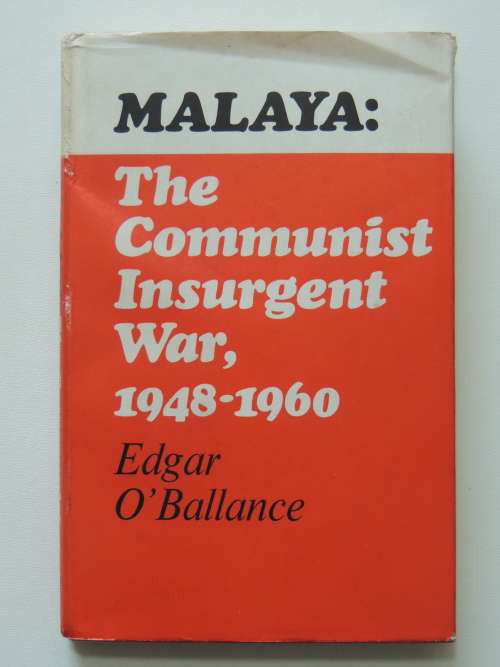 MALAYA:
The
Communist
Insurgent
War,
1948-1960
Edgar
O'Ballance